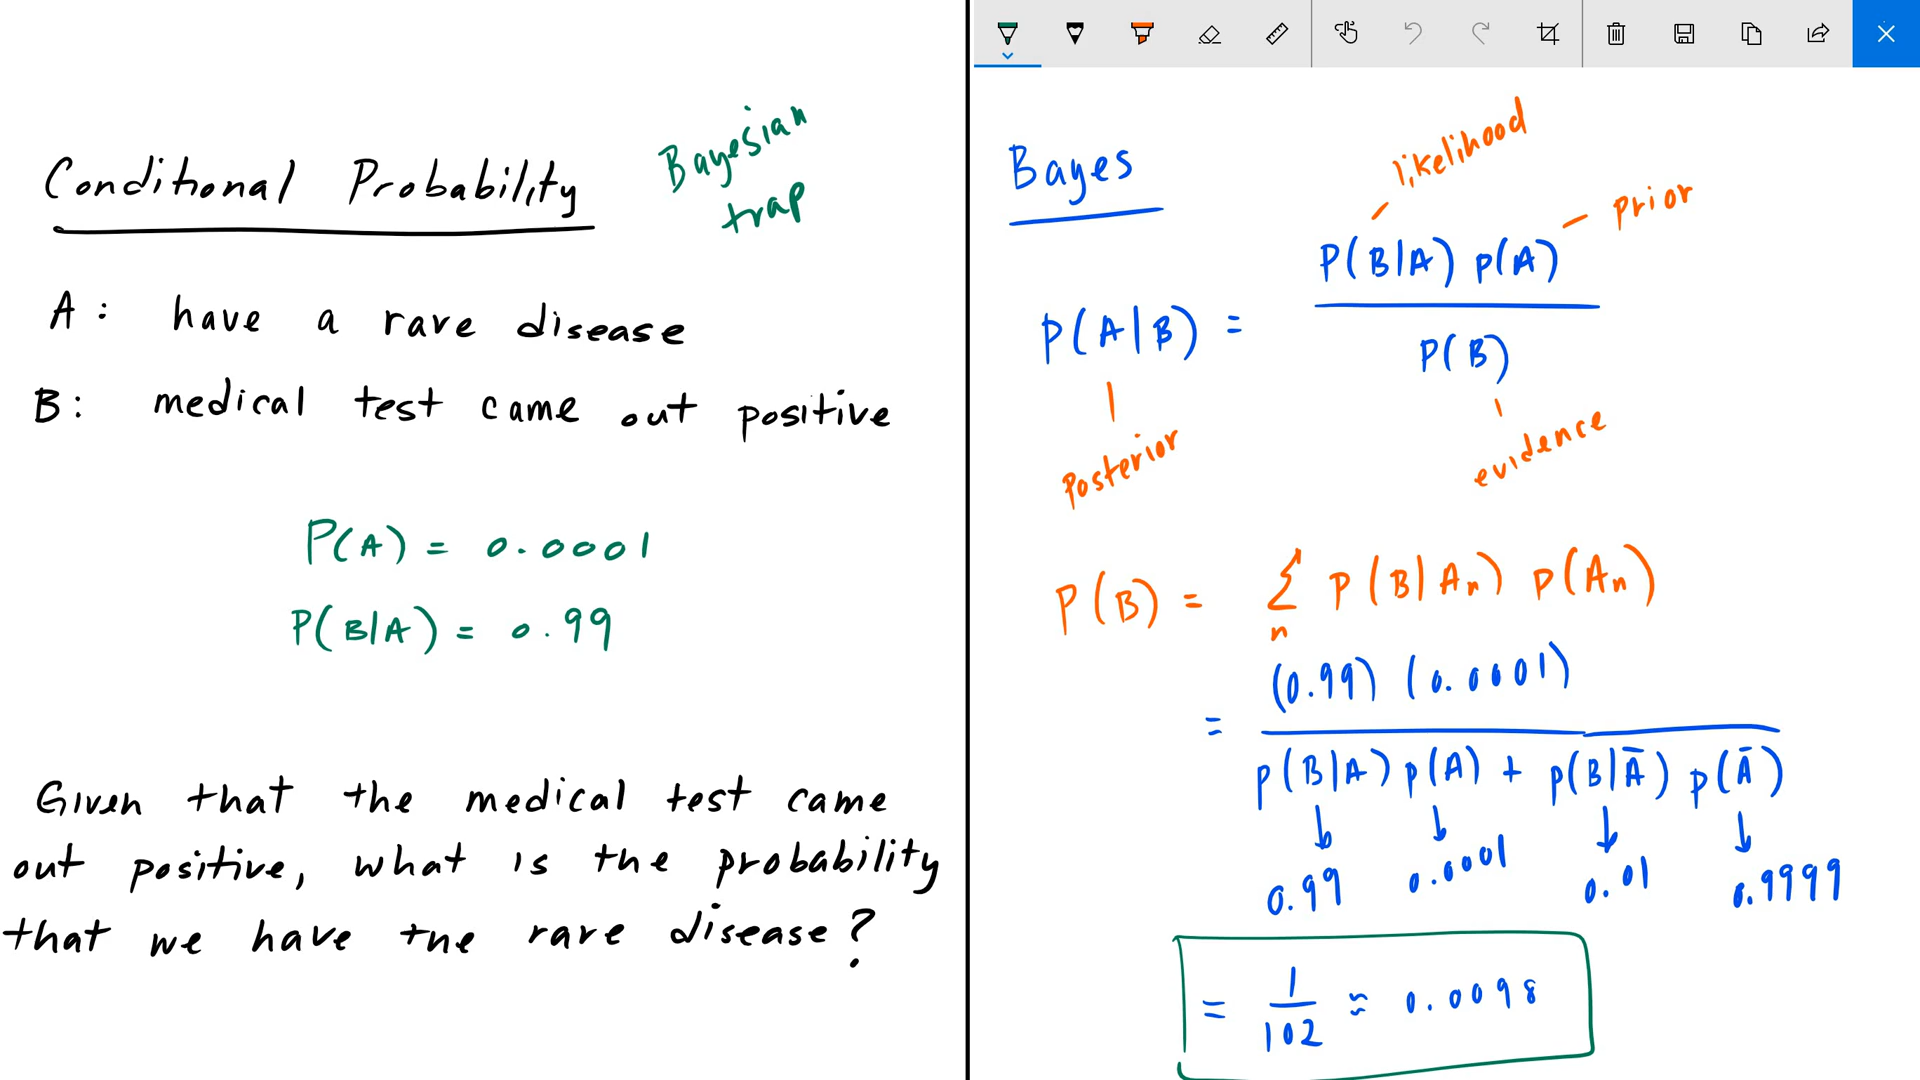 Conditional Probability
Bayesian
trap
A: have a rare disease
B: medical test came out positive
P(A) = 0.0001
P(B|A) = 0.99
Given that the medical test came
out positive, what is the probability
that we have the rare disease?
Bayes
likelihood
prior
P(B|A) P(A)
P(A|B) =
P(B)
Posterior
evidence
P(B) = Σ P(B|Aₙ) P(Aₙ)
n
(0.99) (0.0001)
=
P(B|A) P(A) + P(B|Ā) P(Ā)
↓ ↓ ↓ ↓
0.99 0.0001 0.01 0.9999
= 1/102 ≈ 0.0098